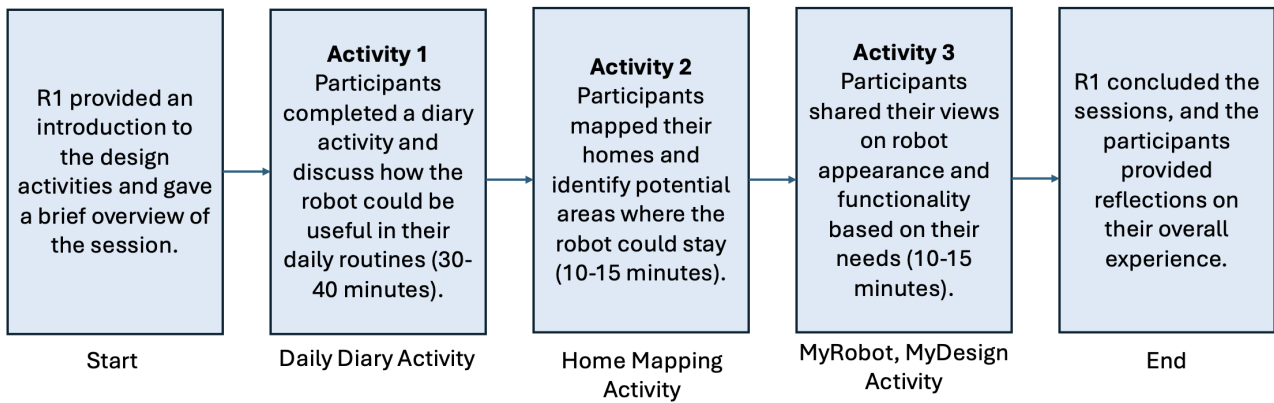 R1 provided an
introduction to
the design
activities and gave
a brief overview of
the session.
Start
Activity 1
Participants
completed a diary
activity and
discuss how the
robot could be
useful in their
daily routines (30-
40 minutes).
Daily Diary Activity
Activity 2
Participants
mapped their
homes and
identify potential
areas where the
robot could stay
(10-15 minutes).
Home Mapping
Activity
Activity 3
Participants
shared their views
on robot
appearance and
functionality
based on their
needs (10-15
minutes).
MyRobot, MyDesign
Activity
R1 concluded the
sessions, and the
participants
provided
reflections on
their overall
experience.
End